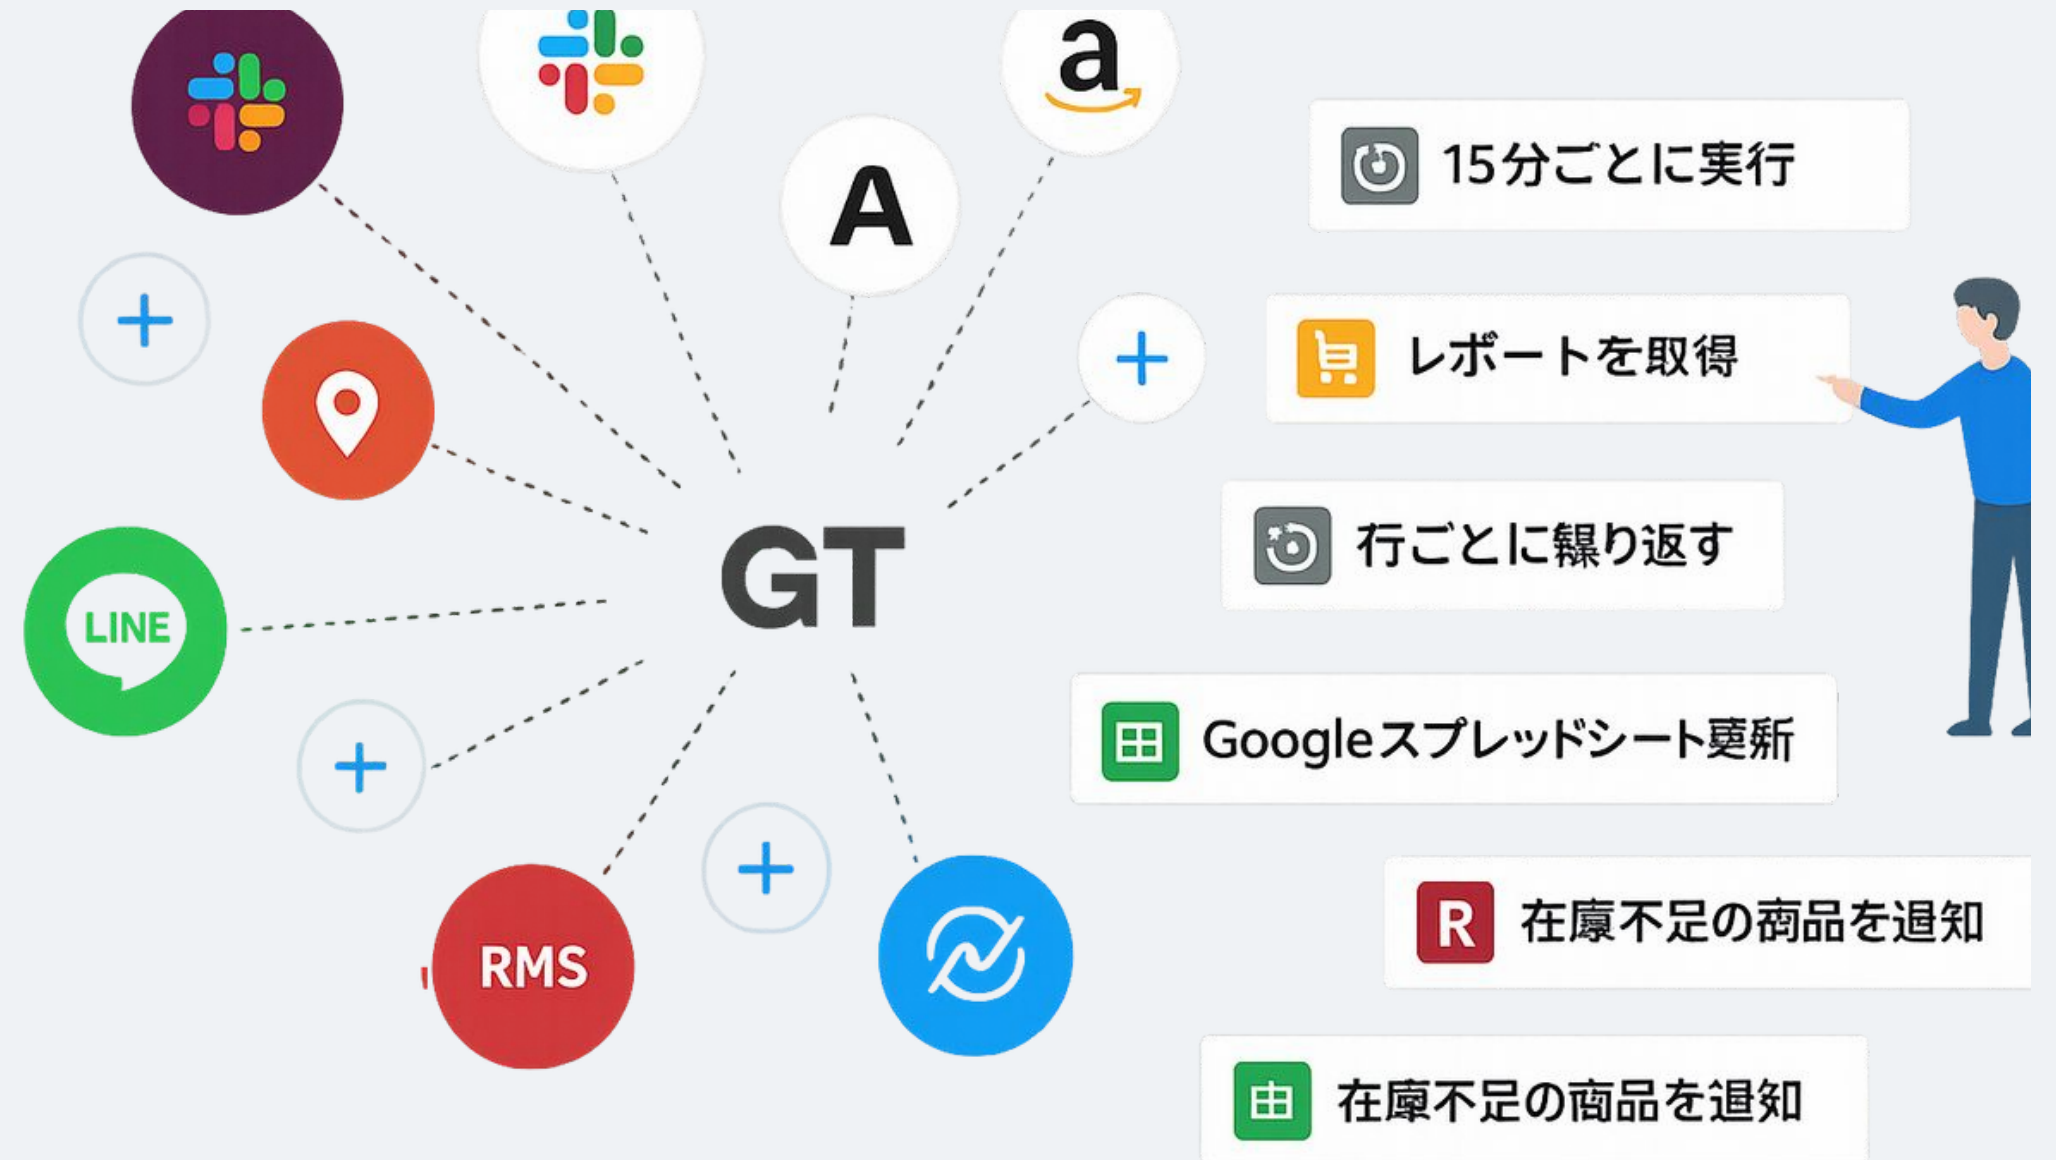 a
A
LINE
GT
RMS
15分ごとに実行
レポートを取得
行ごとに繰り返す
Googleスプレッドシート更新
R 在庫不足の商品を通知
在庫不足の商品を通知